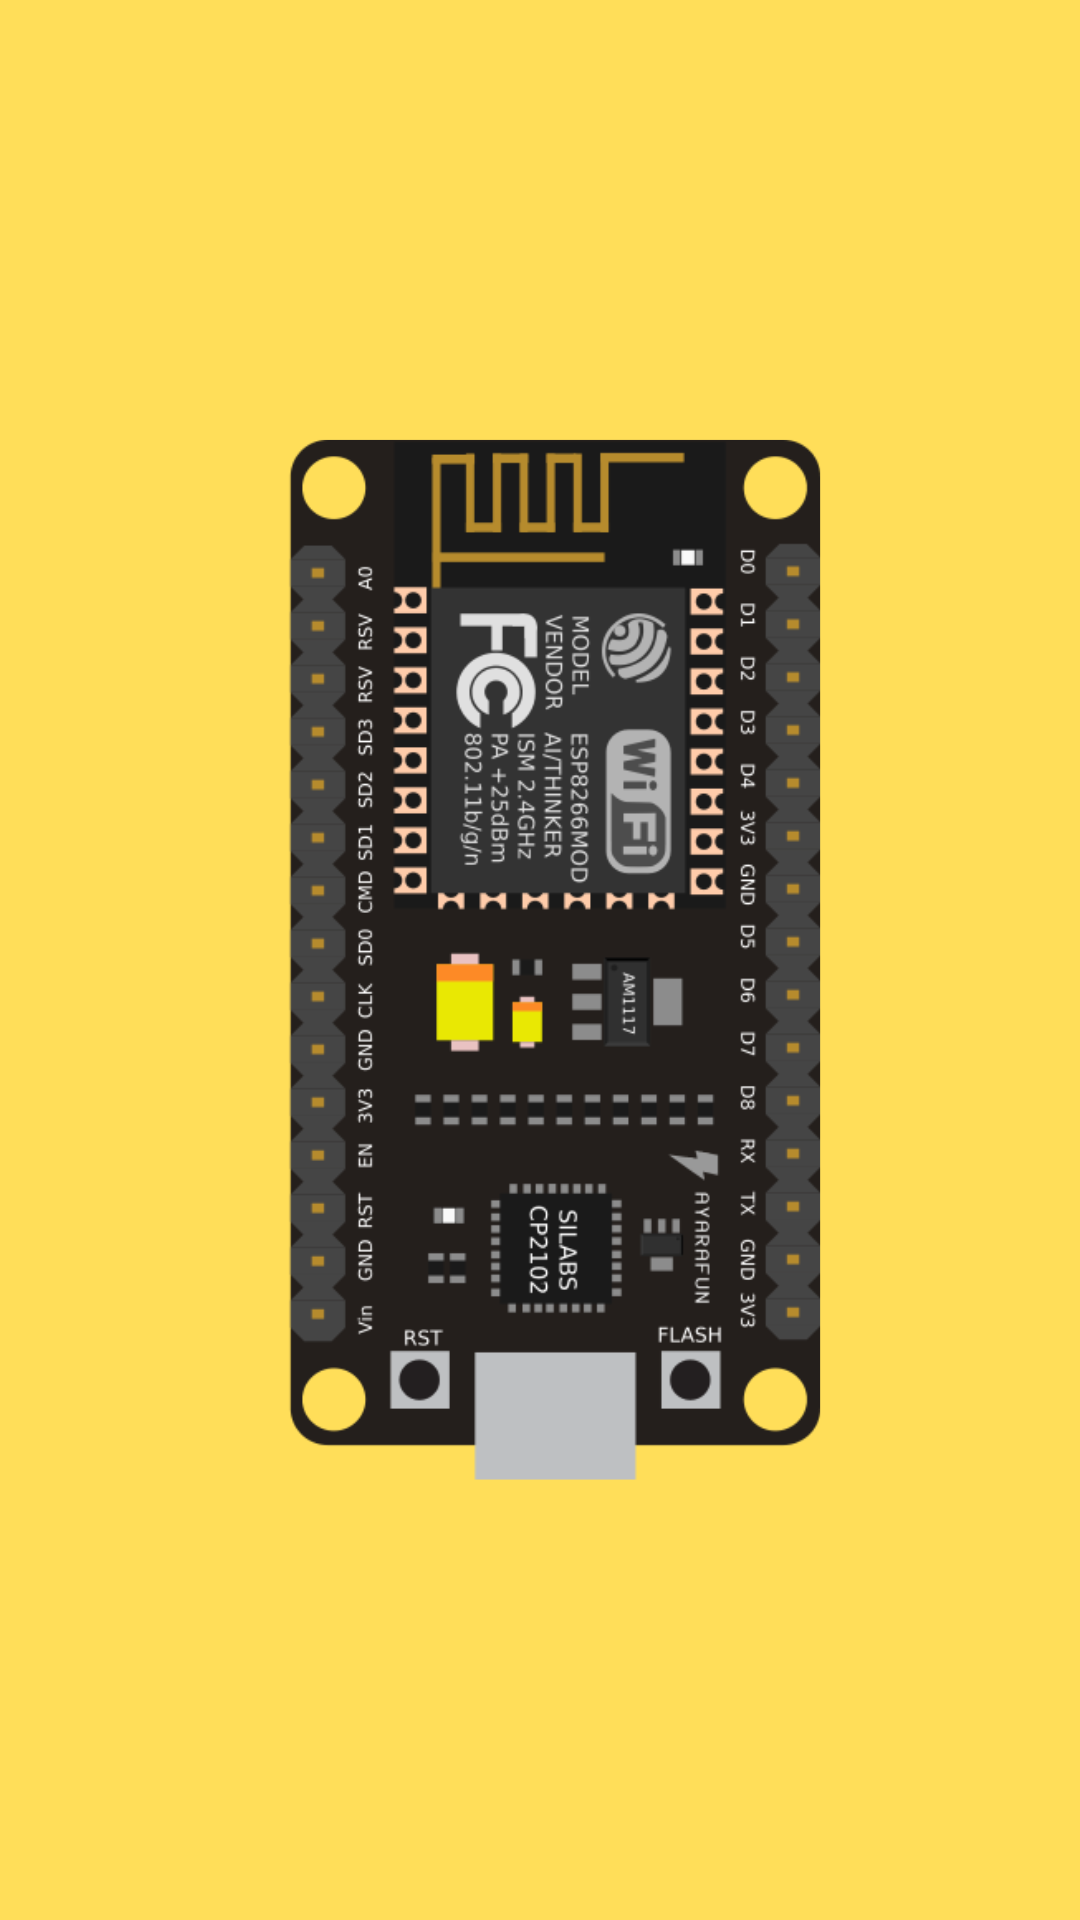 A0
RSV
RSV
SD3
SD2
SD1
CMD
SD0
CLK
GND
3V3
EN
RST
GND
Vin
D0
D1
D2
D3
D4
3V3
GND
D5
D6
D7
D8
RX
TX
GND
3V3
FC
Wi Fi
MODEL ESP8266MOD
VENDOR AI/THINKER
ISM 2.4GHz
PA +25dBm
802.11b/g/n
AM1117
SILABS
CP2102
AYARAFUN
RST
FLASH